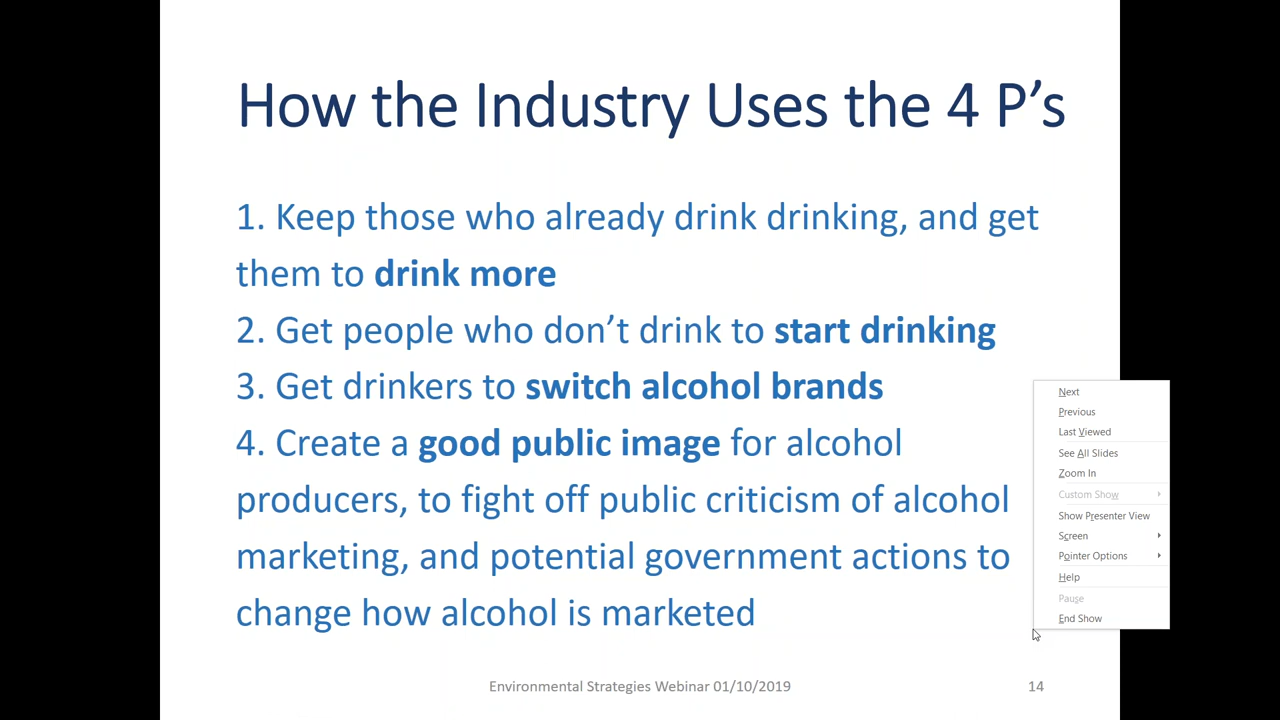 How the Industry Uses the 4 P's
1. Keep those who already drink drinking, and get
them to drink more
2. Get people who don't drink to start drinking
3. Get drinkers to switch alcohol brands
4. Create a good public image for alcohol
producers, to fight off public criticism of alcohol
marketing, and potential government actions to
change how alcohol is marketed
Next
Previous
Last Viewed
See All Slides
Zoom In
Custom Show
Show Presenter View
Screen
Pointer Options
Help
Pause
End Show
Environmental Strategies Webinar 01/10/2019
14